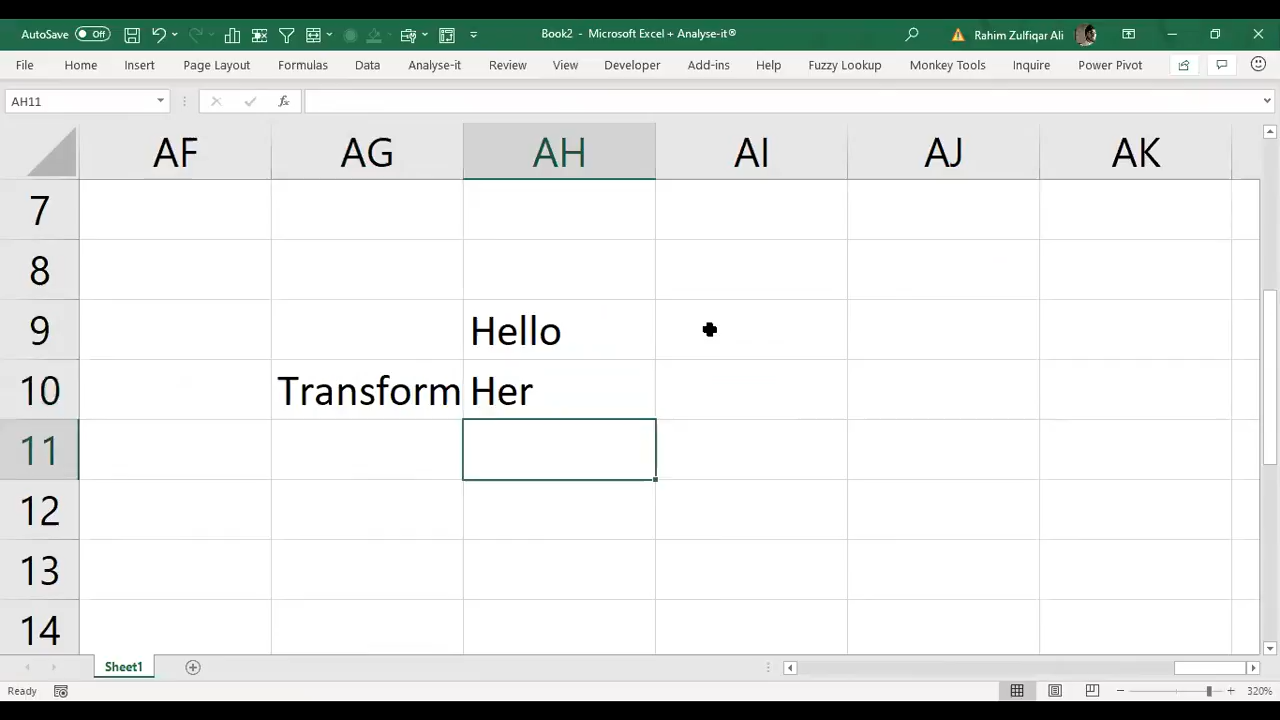 AutoSave Off Book2 - Microsoft Excel + Analyse-it® Rahim Zulfiqar Ali
File Home Insert Page Layout Formulas Data Analyse-it Review View Developer Add-ins Help Fuzzy Lookup Monkey Tools Inquire Power Pivot
AH11 fx
AF AG AH AI AJ AK
7
8
9 Hello
10 Transform Her
11
12
13
14
Sheet1
Ready 320%